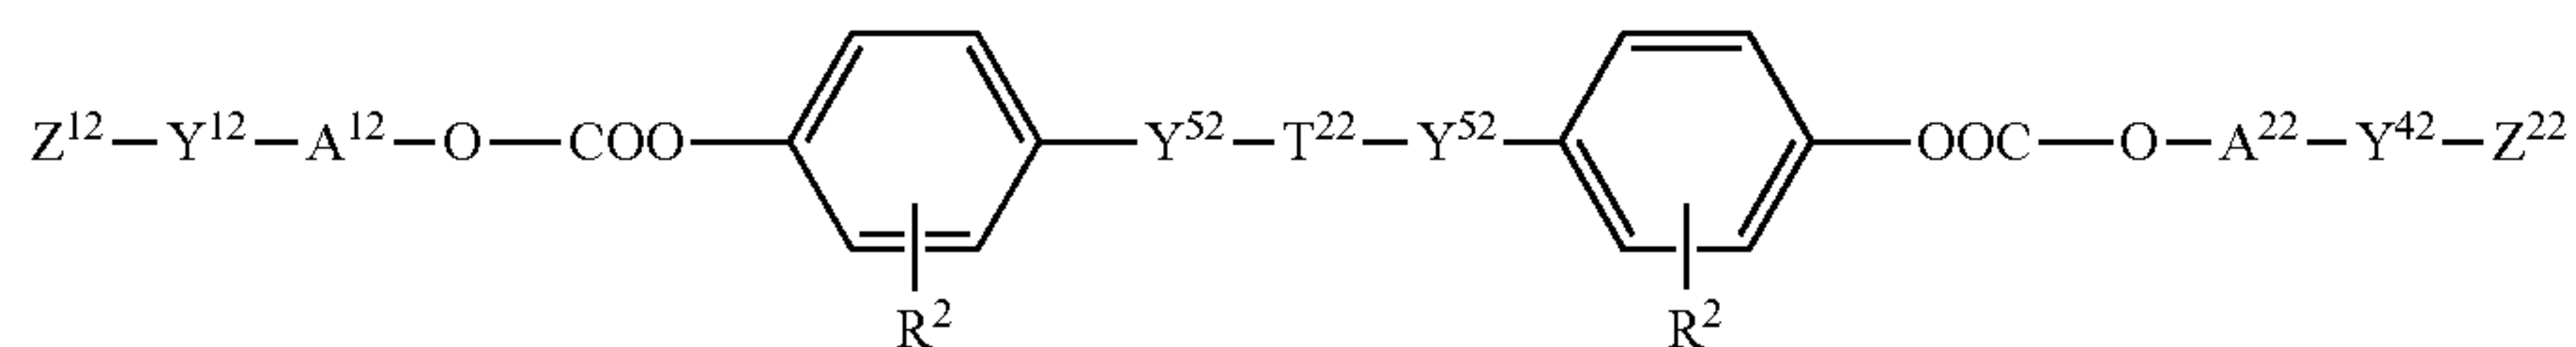 Z¹²—Y¹²—A¹²—O—COO Y⁵²—T²²—Y⁵² OOC—O—A²²—Y⁴²—Z²²
R² R²